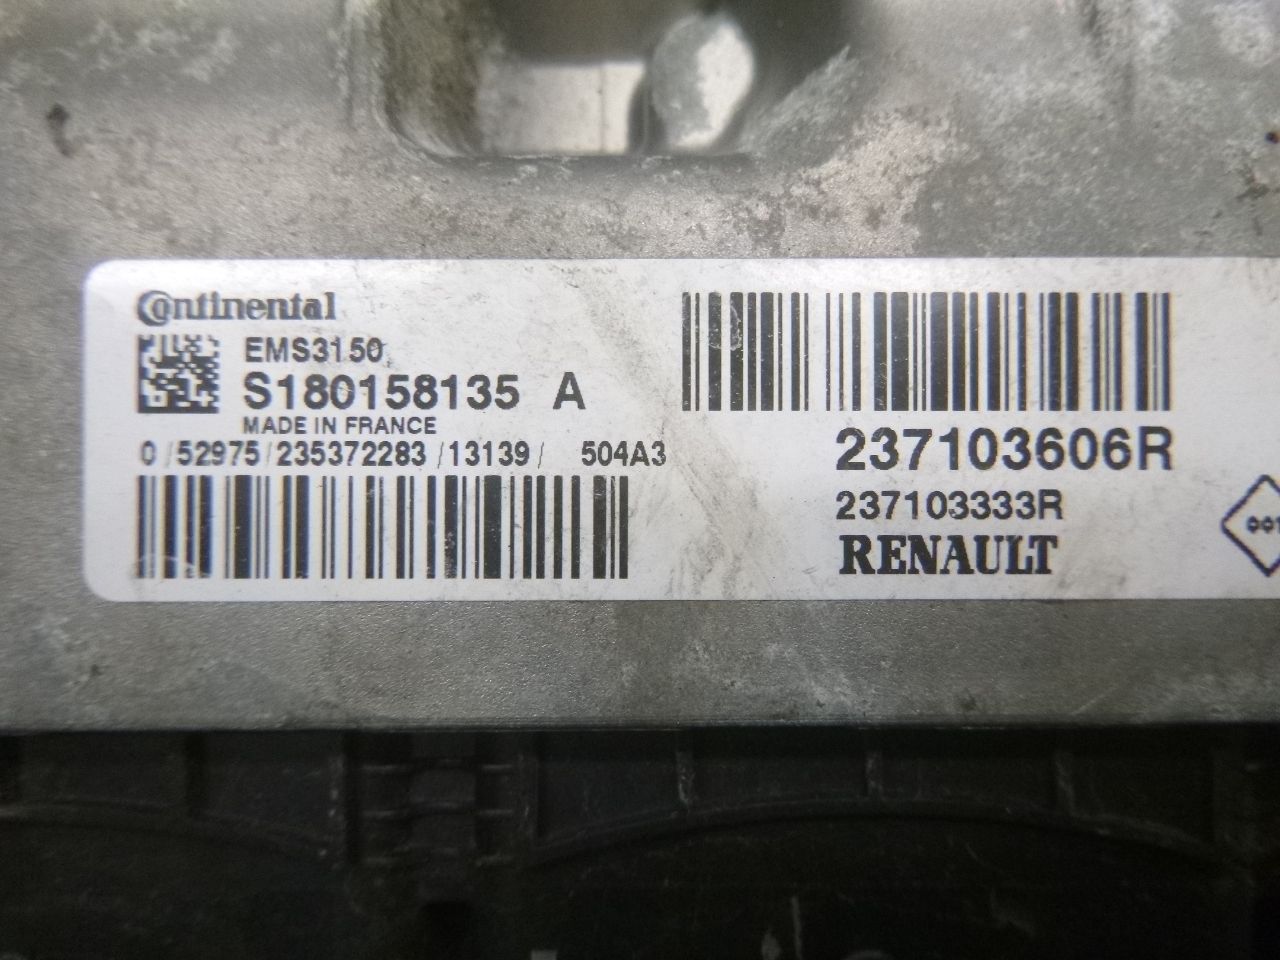 Continental
EMS3150
S180158135 A
MADE IN FRANCE
0 / 52975 / 235372283 / 13139 / 504A3
237103606R
237103333R
RENAULT